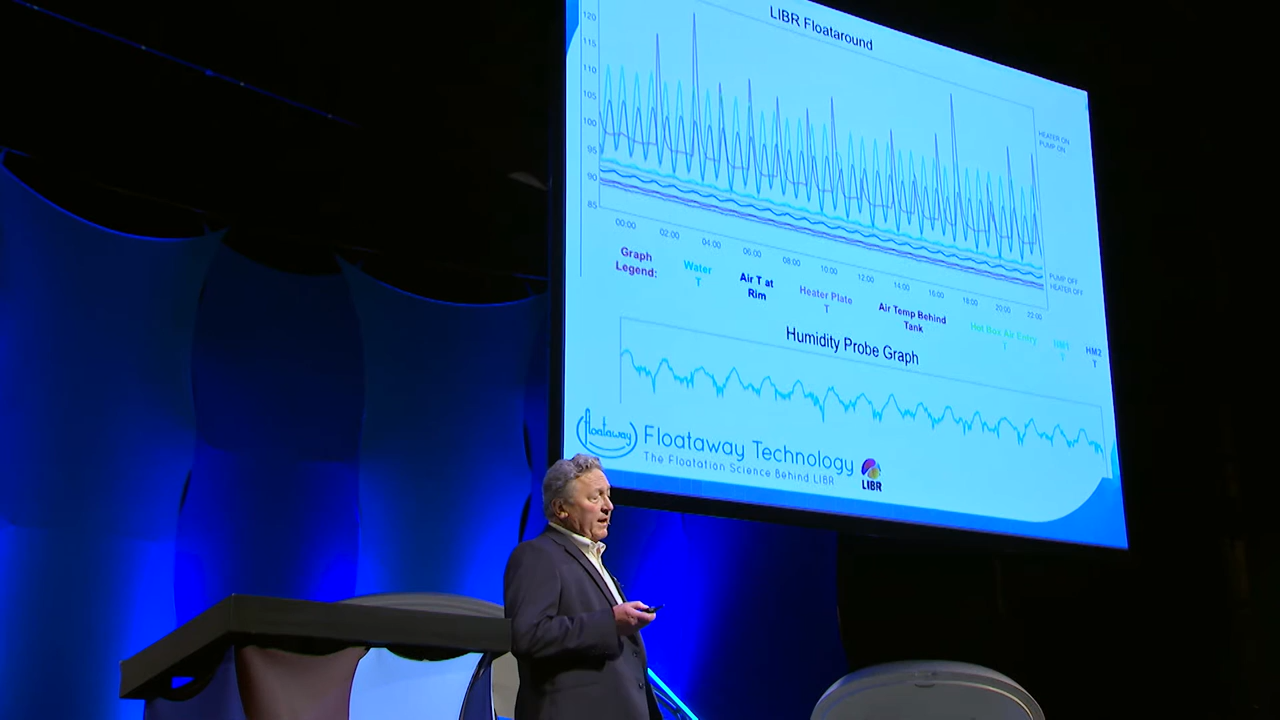 LIBR Floataround
120
115
110
105
100
95
90
85
HEATER ON
PUMP ON
PUMP OFF
HEATER OFF
00:00 02:00 04:00 06:00 08:00 10:00 12:00 14:00 16:00 18:00 20:00 22:00
Graph Legend:
Water T
Air T at Rim
Heater Plate T
Air Temp Behind Tank
Hot Box Air Entry T
HM1 T
HM2 T
Humidity Probe Graph
floataway
Floataway Technology
The Floatation Science Behind LIBR
LIBR